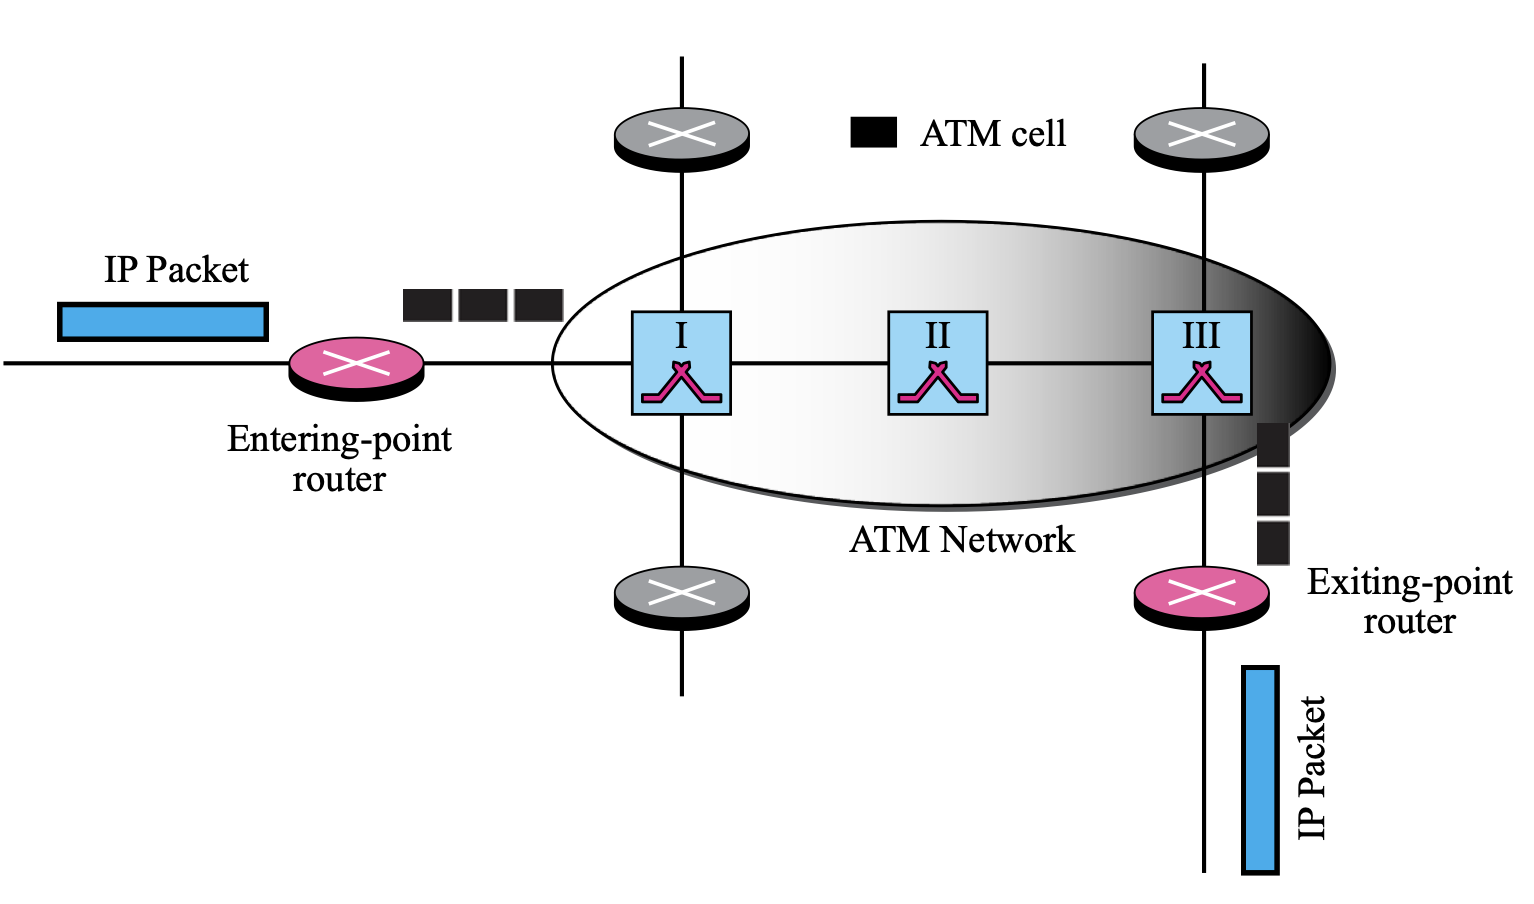 ATM cell
IP Packet
I
II
III
Entering-point
router
ATM Network
Exiting-point
router
IP Packet